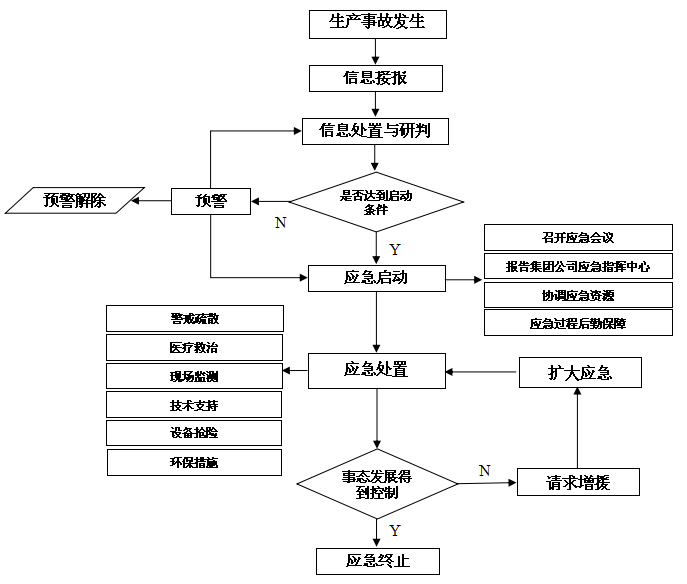 生产事故发生
信息接报
信息处置与研判
是否达到启动
条件
预警
预警解除
N
Y
应急启动
召开应急会议
报告集团公司应急指挥中心
协调应急资源
应急过程后勤保障
警戒疏散
医疗救治
现场监测
技术支持
设备抢险
环保措施
应急处置
扩大应急
事态发展得
到控制
N
请求增援
Y
应急终止